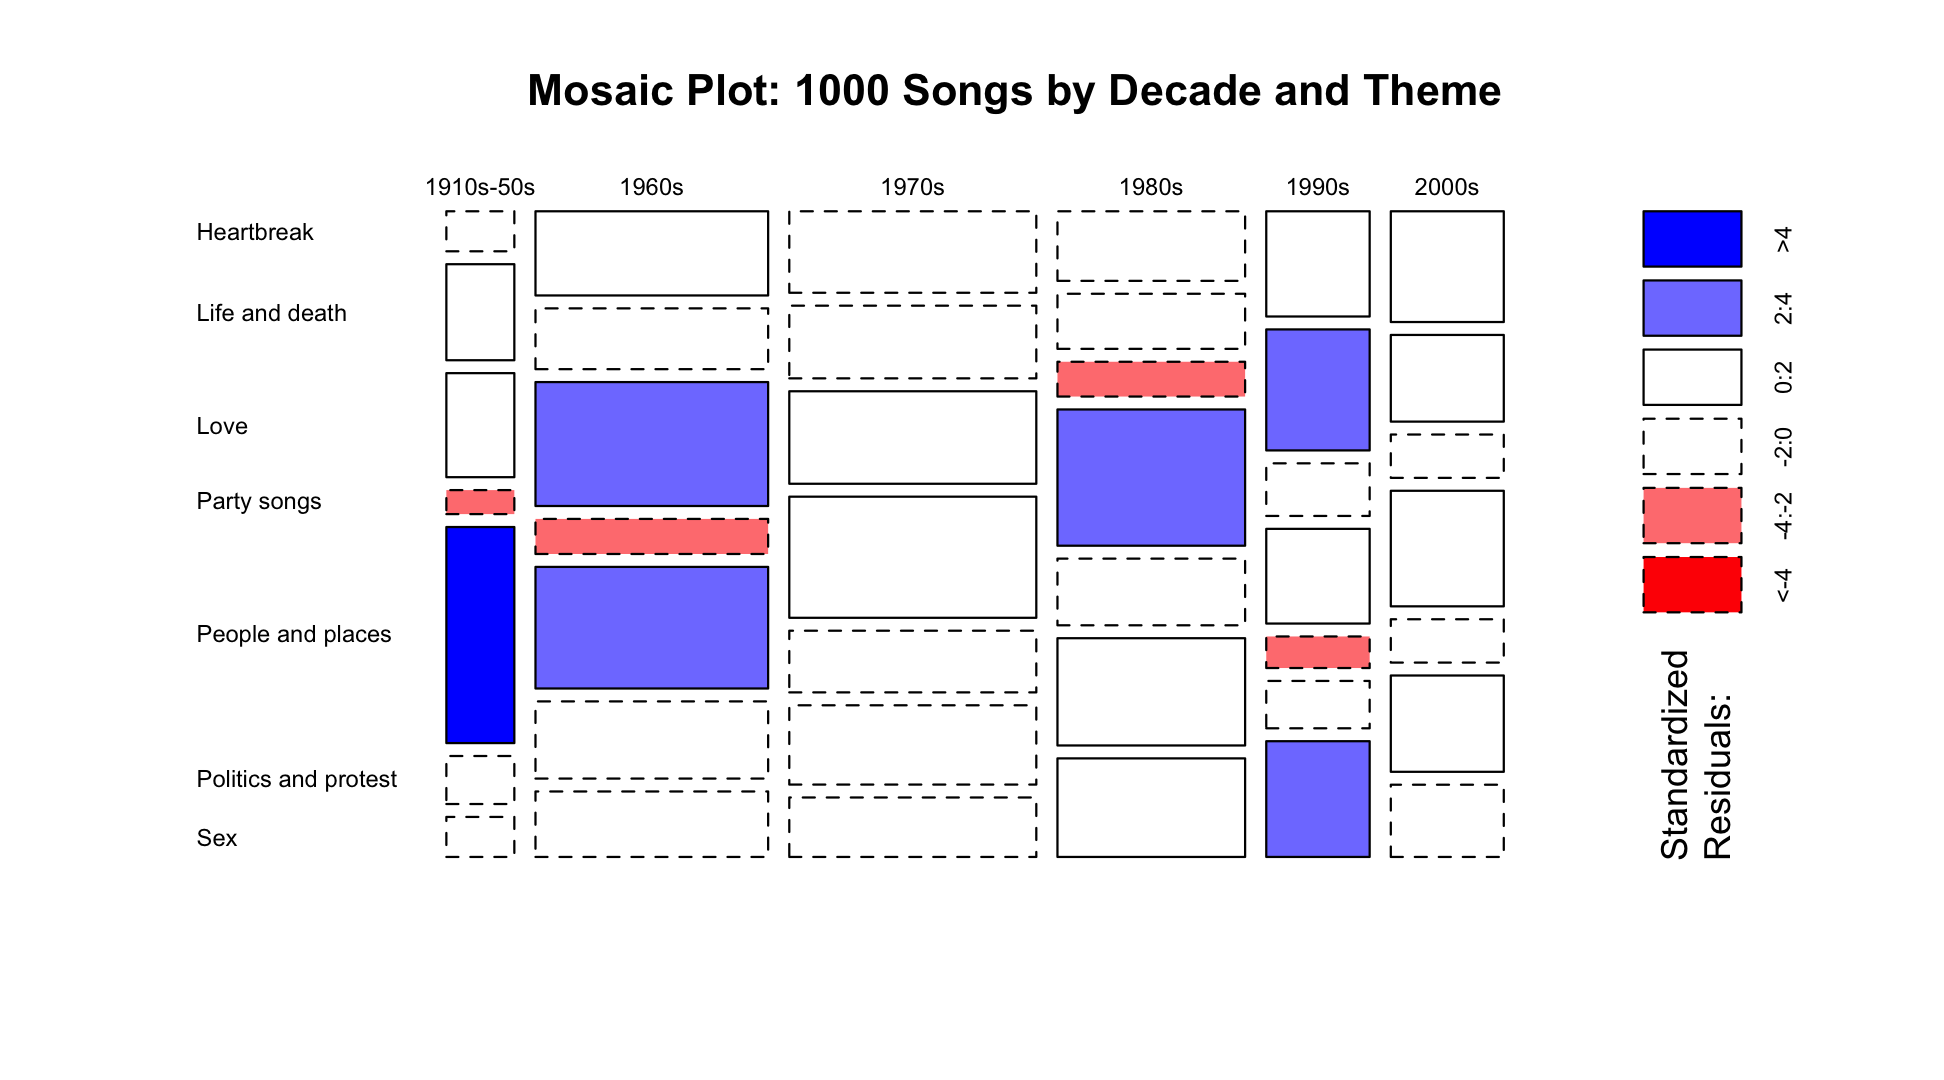 Mosaic Plot: 1000 Songs by Decade and Theme
1910s-50s 1960s 1970s 1980s 1990s 2000s
Heartbreak
Life and death
Love
Party songs
People and places
Politics and protest
Sex
>4
2:4
0:2
-2:0
-4:-2
<-4
Standardized
Residuals: